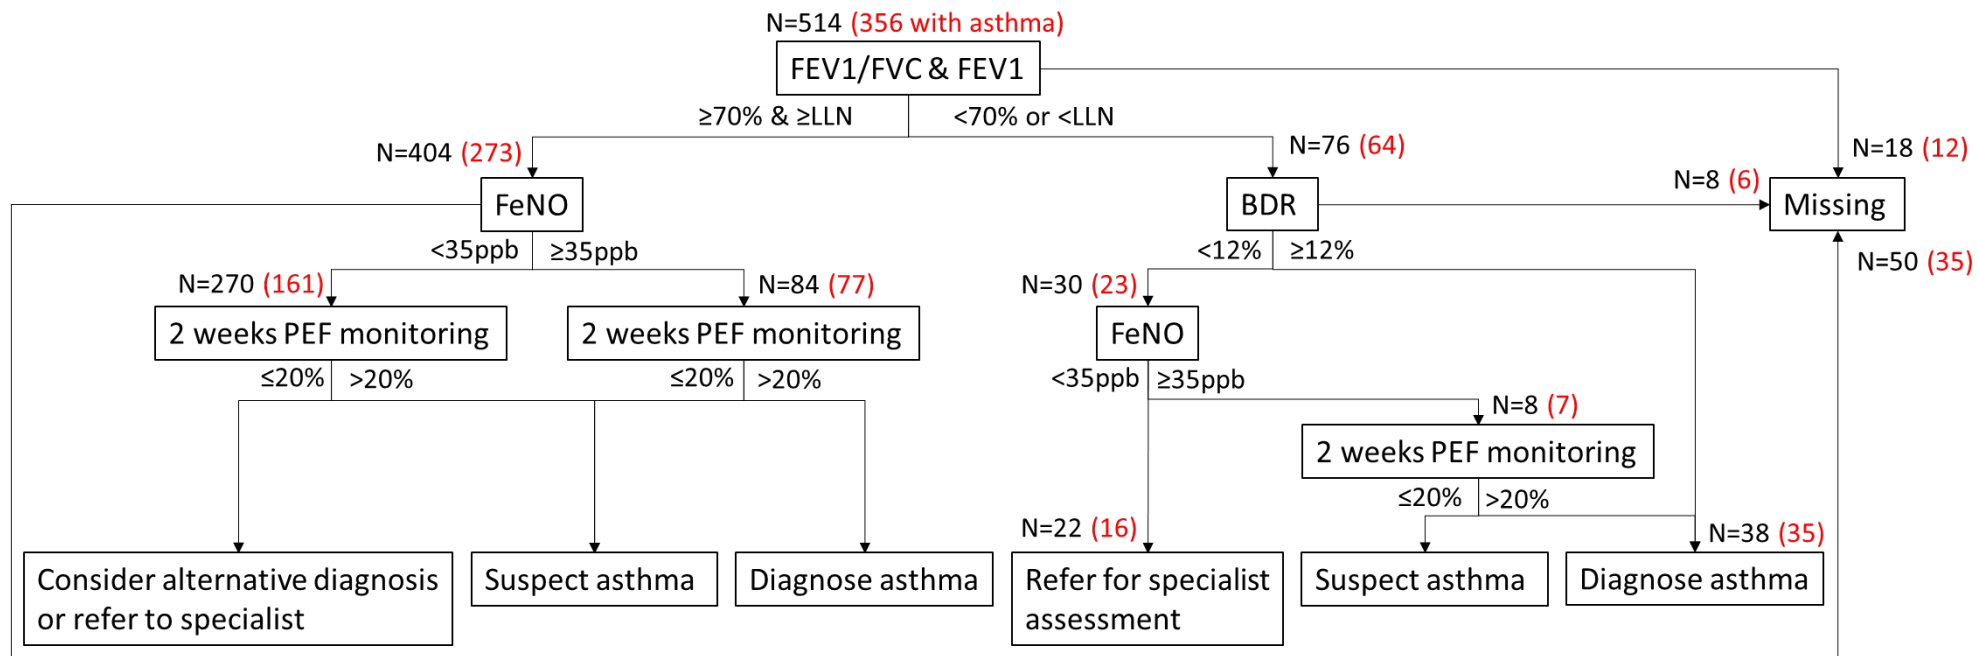 N=514 (356 with asthma)
FEV1/FVC & FEV1
≥70% & ≥LLN
<70% or <LLN
N=404 (273)
N=76 (64)
N=18 (12)
N=8 (6)
FeNO
BDR
Missing
<35ppb
≥35ppb
<12%
≥12%
N=50 (35)
N=270 (161)
N=84 (77)
N=30 (23)
2 weeks PEF monitoring
2 weeks PEF monitoring
FeNO
≤20%
>20%
≤20%
>20%
<35ppb
≥35ppb
N=8 (7)
2 weeks PEF monitoring
≤20%
>20%
N=22 (16)
N=38 (35)
Consider alternative diagnosis
or refer to specialist
Suspect asthma
Diagnose asthma
Refer for specialist
assessment
Suspect asthma
Diagnose asthma